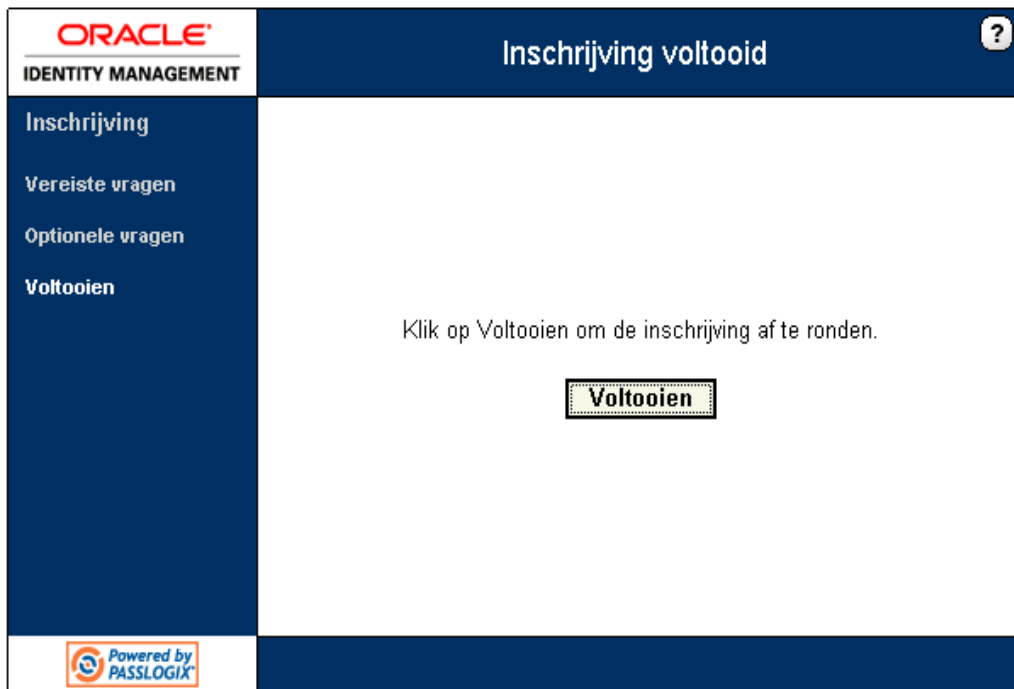 ORACLE
IDENTITY MANAGEMENT
Inschrijving voltooid
?
Inschrijving
Vereiste vragen
Optionele vragen
Voltooien
Klik op Voltooien om de inschrijving af te ronden.
Voltooien
Powered by
PASSLOGIX